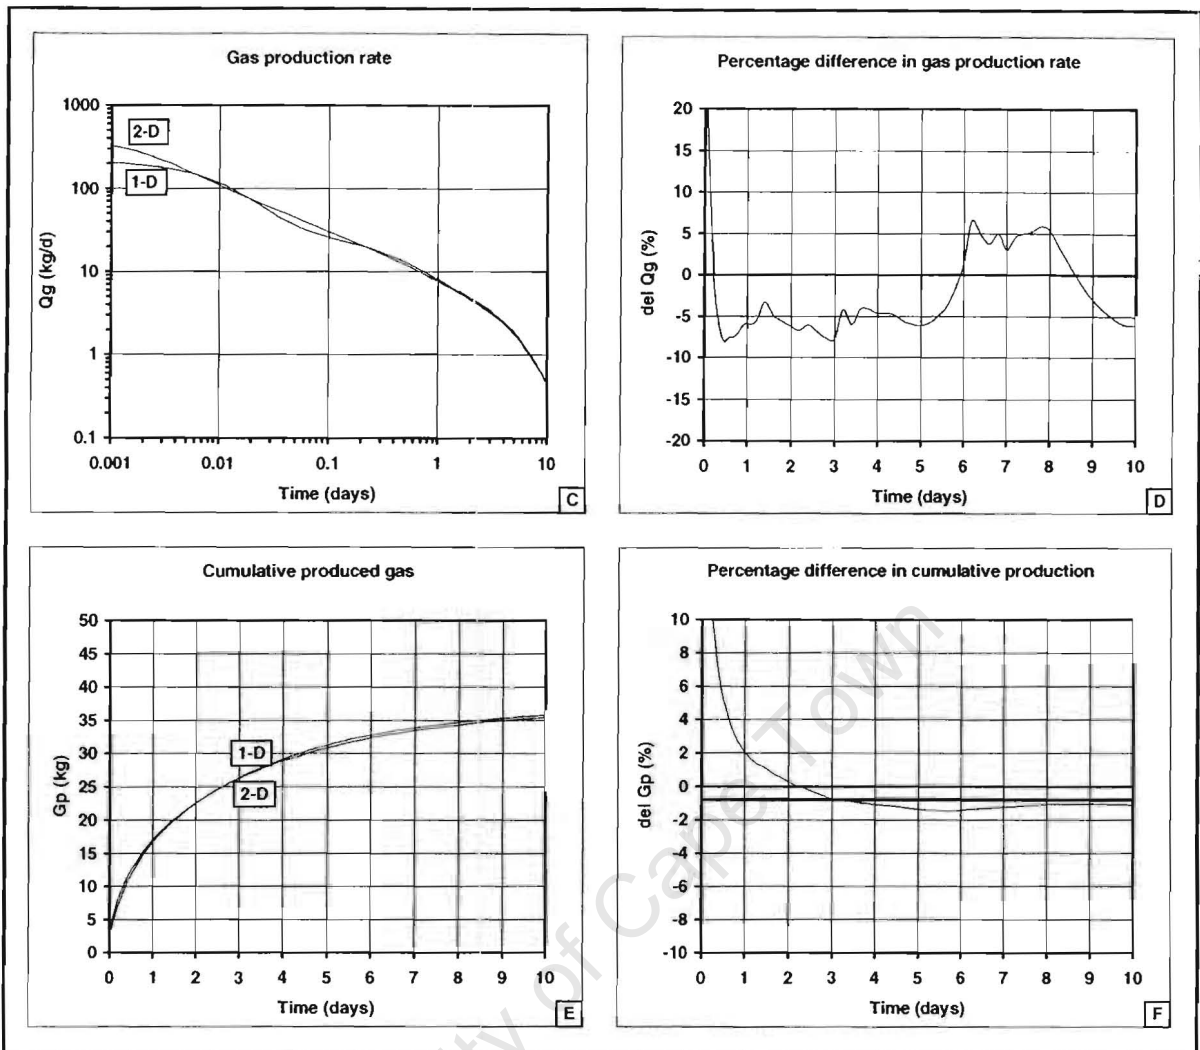 Gas production rate
1000
100
10
1
0.1
Qg (kg/d)
2-D
1-D
0.001
0.01
0.1
1
10
Time (days)
C
Percentage difference in gas production rate
20
15
10
5
0
-5
-10
-15
-20
del Qg (%)
0 1 2 3 4 5 6 7 8 9 10
Time (days)
D
Cumulative produced gas
50
45
40
35
30
25
20
15
10
5
0
Gp (kg)
1-D
2-D
0 1 2 3 4 5 6 7 8 9 10
Time (days)
E
Percentage difference in cumulative production
10
8
6
4
2
0
-2
-4
-6
-8
-10
del Gp (%)
0 1 2 3 4 5 6 7 8 9 10
Time (days)
F
ity of Cape Town